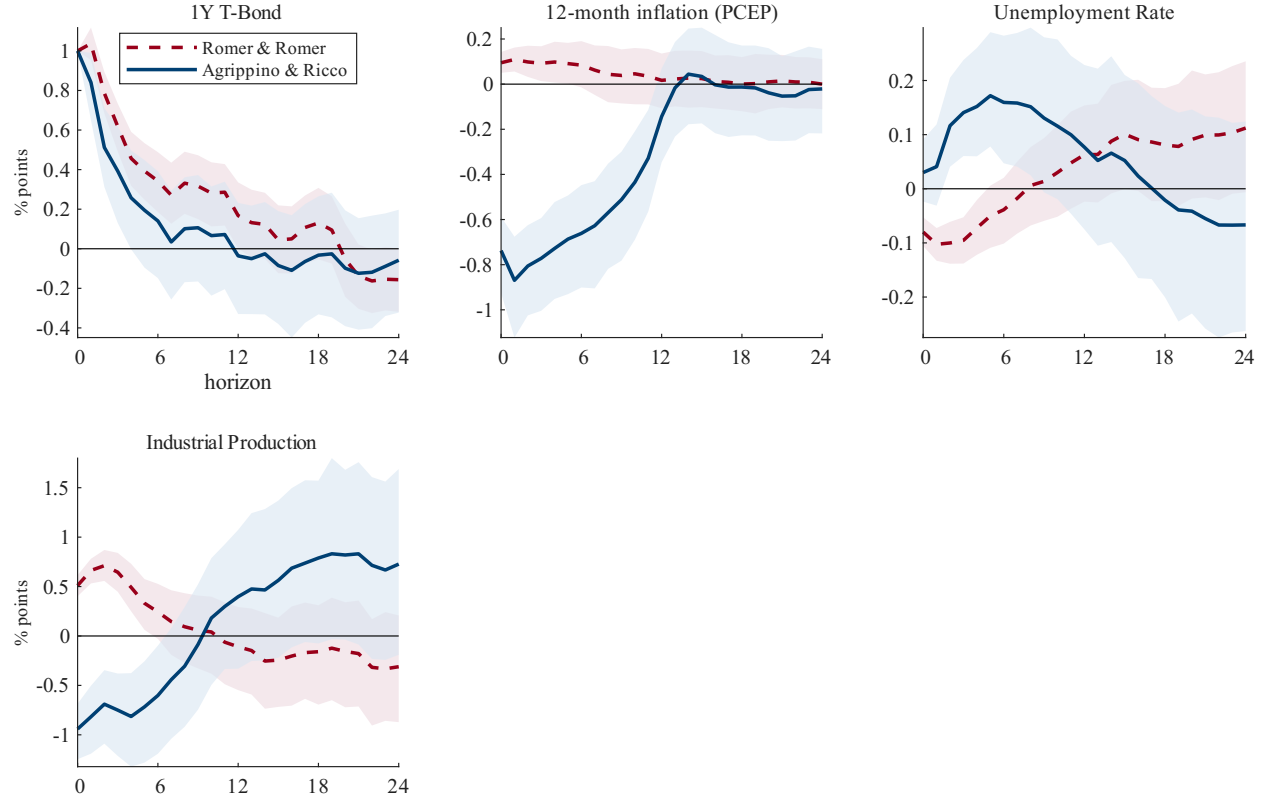 1Y T-Bond
1
0.8
0.6
0.4
0.2
0
-0.2
-0.4
% points
0 6 12 18 24
horizon
Romer & Romer
Agrippino & Ricco
12-month inflation (PCEP)
0.2
0
-0.2
-0.4
-0.6
-0.8
-1
0 6 12 18 24
Unemployment Rate
0.2
0.1
0
-0.1
-0.2
0 6 12 18 24
Industrial Production
1.5
1
0.5
0
-0.5
-1
% points
0 6 12 18 24